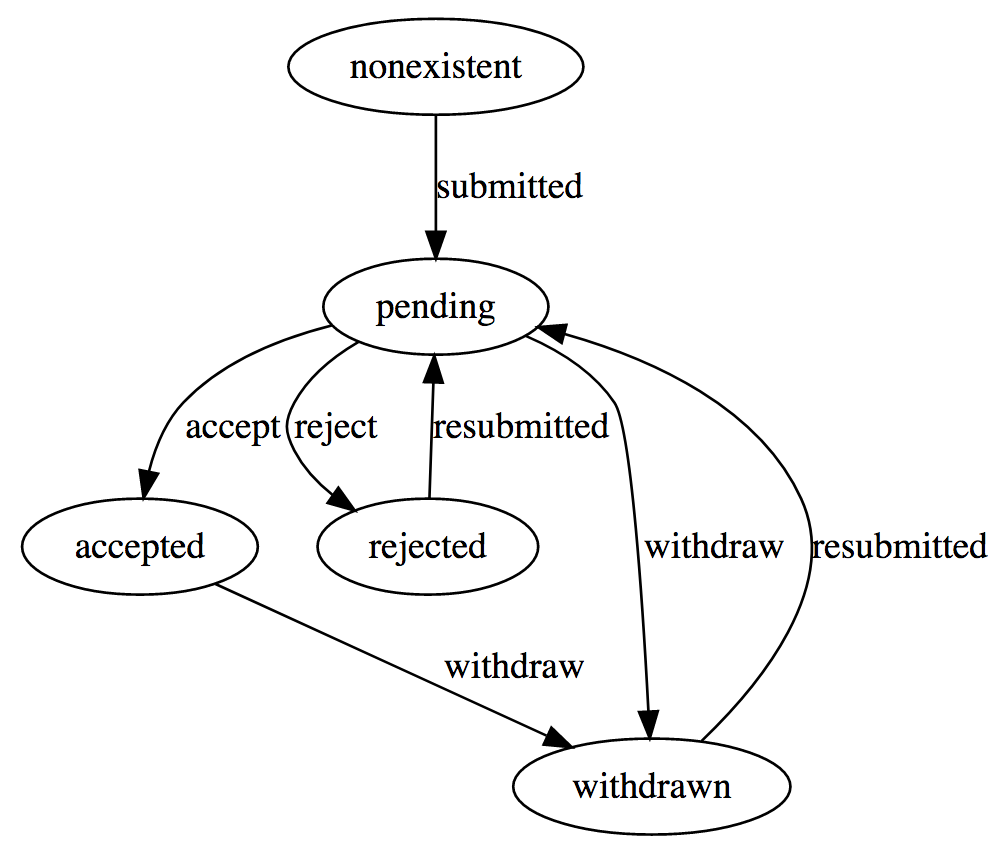 nonexistent
submitted
pending
accept
reject
resubmitted
accepted
rejected
withdraw
resubmitted
withdraw
withdrawn